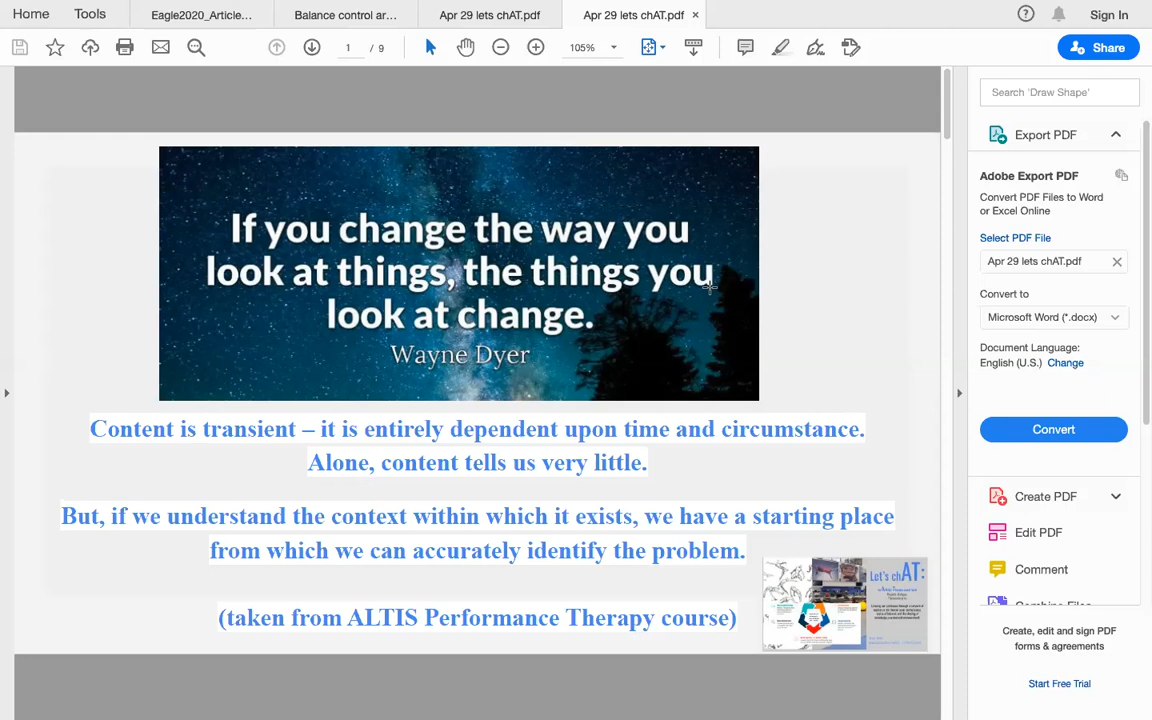 Home
Tools
Eagle2020_Article...
Balance control ar...
Apr 29 lets chAT.pdf
Apr 29 lets chAT.pdf ×
Sign In
1 / 9
105%
Share
Search 'Draw Shape'
Export PDF
Adobe Export PDF
Convert PDF Files to Word
or Excel Online
Select PDF File
Apr 29 lets chAT.pdf
Convert to
Microsoft Word (*.docx)
Document Language:
English (U.S.) Change
Convert
Create PDF
Edit PDF
Comment
Combine Files
Create, edit and sign PDF
forms & agreements
Start Free Trial
If you change the way you
look at things, the things you
look at change.
Wayne Dyer
Content is transient – it is entirely dependent upon time and circumstance.
Alone, content tells us very little.
But, if we understand the context within which it exists, we have a starting place
from which we can accurately identify the problem.
(taken from ALTIS Performance Therapy course)
Let's chAT: